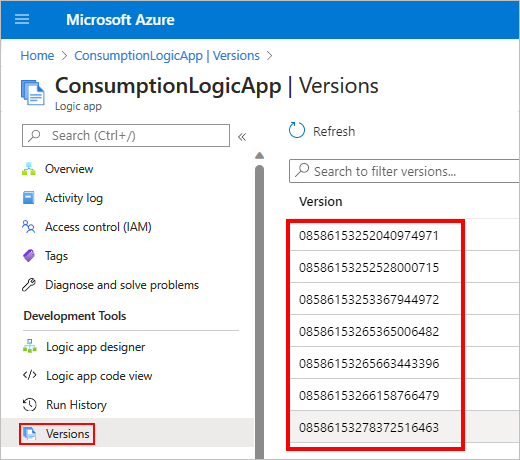 Microsoft Azure
Home > ConsumptionLogicApp | Versions >
ConsumptionLogicApp | Versions
Logic app
Search (Ctrl+/)
«
Overview
Activity log
Access control (IAM)
Tags
Diagnose and solve problems
Development Tools
Logic app designer
Logic app code view
Run History
Versions
Refresh
Search to filter versions...
Version
08586153252040974971
08586153252528000715
08586153253367944972
08586153265365006482
08586153265663443396
08586153266158766479
08586153278372516463